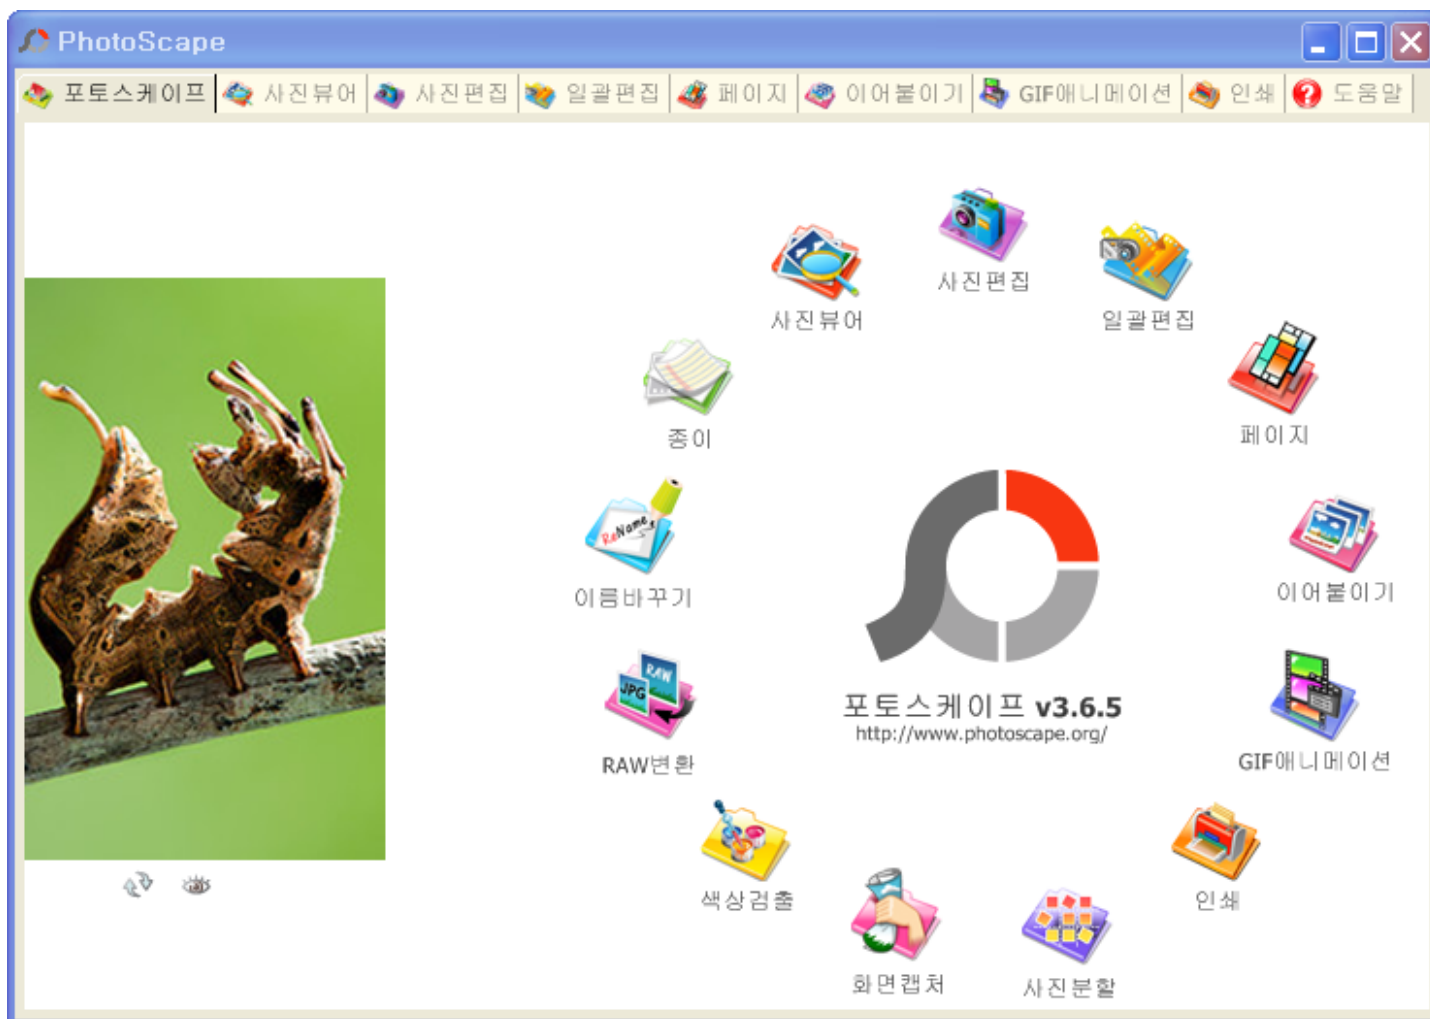 PhotoScape
포토스케이프 사진뷰어 사진편집 일괄편집 페이지 이어붙이기 GIF애니메이션 인쇄 도움말
사진편집
사진뷰어
일괄편집
종이
페이지
ReName
이름바꾸기
이어붙이기
RAW
JPG
RAW변환
포토스케이프 v3.6.5
http://www.photoscape.org/
GIF애니메이션
색상검출
인쇄
화면캡처
사진분할